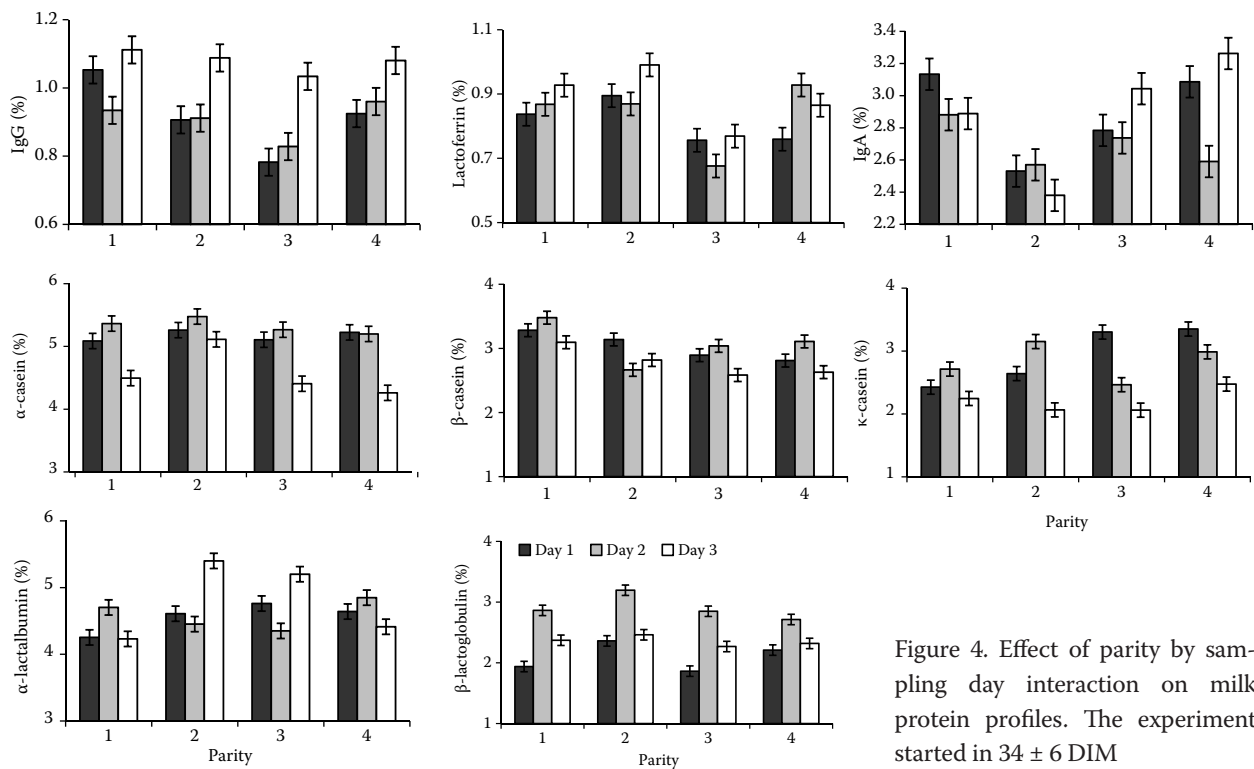 1.2
1.0
0.8
0.6
IgG (%)
1 2 3 4
1.1
0.9
0.7
0.5
Lactoferrin (%)
1 2 3 4
3.4
3.2
3.0
2.8
2.6
2.4
2.2
IgA (%)
1 2 3 4
6
5
4
3
α-casein (%)
1 2 3 4
4
3
2
1
β-casein (%)
1 2 3 4
4
3
2
1
κ-casein (%)
1 2 3 4
Parity
6
5
4
3
α-lactalbumin (%)
1 2 3 4
Parity
4
3
2
1
β-lactoglobulin (%)
Day 1 Day 2 Day 3
1 2 3 4
Parity
Figure 4. Effect of parity by sam-
pling day interaction on milk
protein profiles. The experiment
started in 34 ± 6 DIM